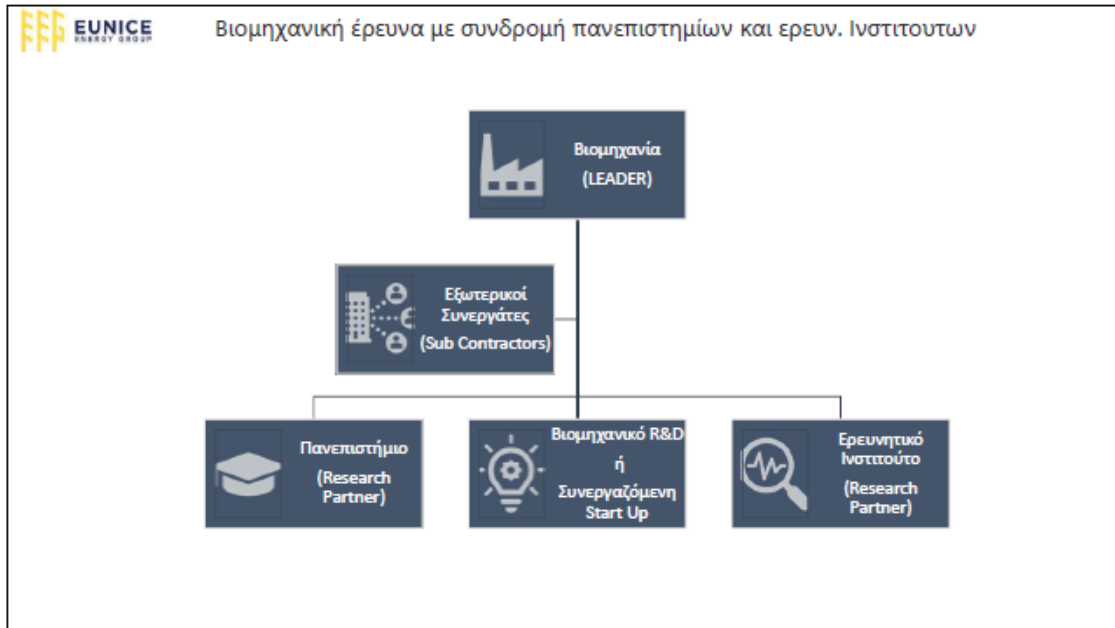 EUNICE
ENERGY GROUP
Βιομηχανική έρευνα με συνδρομή πανεπιστημίων και ερευν. Ινστιτουτων
Βιομηχανία
(LEADER)
Εξωτερικοί
Συνεργάτες
(Sub Contractors)
Πανεπιστήμιο
(Research
Partner)
Βιομηχανικό R&D
ή
Συνεργαζόμενη
Start Up
Ερευνητικό
Ινστιτούτο
(Research
Partner)